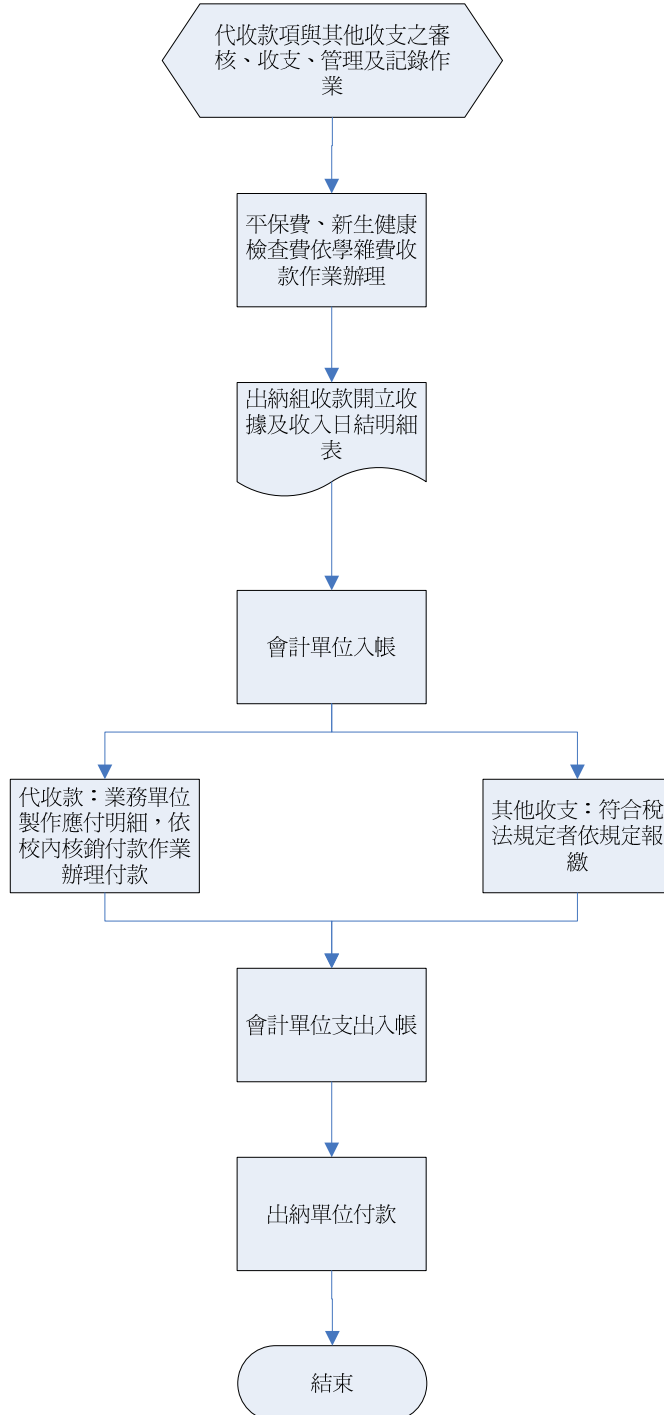 代收款項與其他收支之審
核、收支、管理及記錄作
業
平保費、新生健康
檢查費依學雜費收
款作業辦理
出納組收款開立收
據及收入日結明細
表
會計單位入帳
代收款：業務單位
製作應付明細，依
校內核銷付款作業
辦理付款
其他收支：符合稅
法規定者依規定報
繳
會計單位支出入帳
出納單位付款
結束